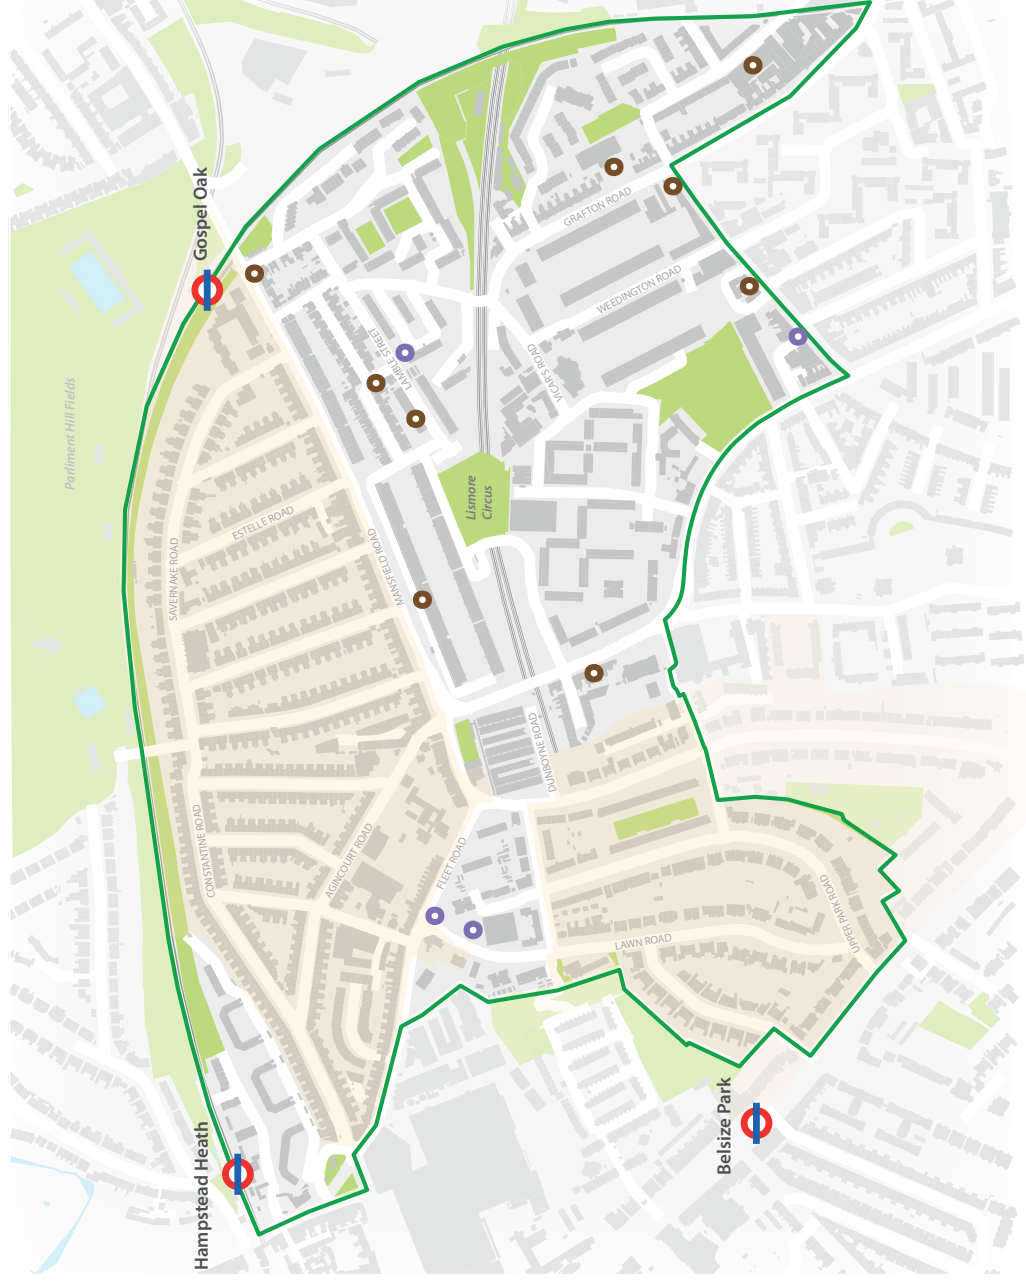 Gospel Oak
Parliment Hill Fields
GRAFTON ROAD
WEEDINGTON ROAD
LAMBLE STREET
VICAR'S ROAD
Lismore
Circus
ESTELLE ROAD
SAVERNAKE ROAD
MANSFIELD ROAD
DUNBOYNE ROAD
CONSTANTINE ROAD
AGINCOURT ROAD
FLEET ROAD
UPPER PARK ROAD
LAWN ROAD
Belsize Park
Hampstead Heath